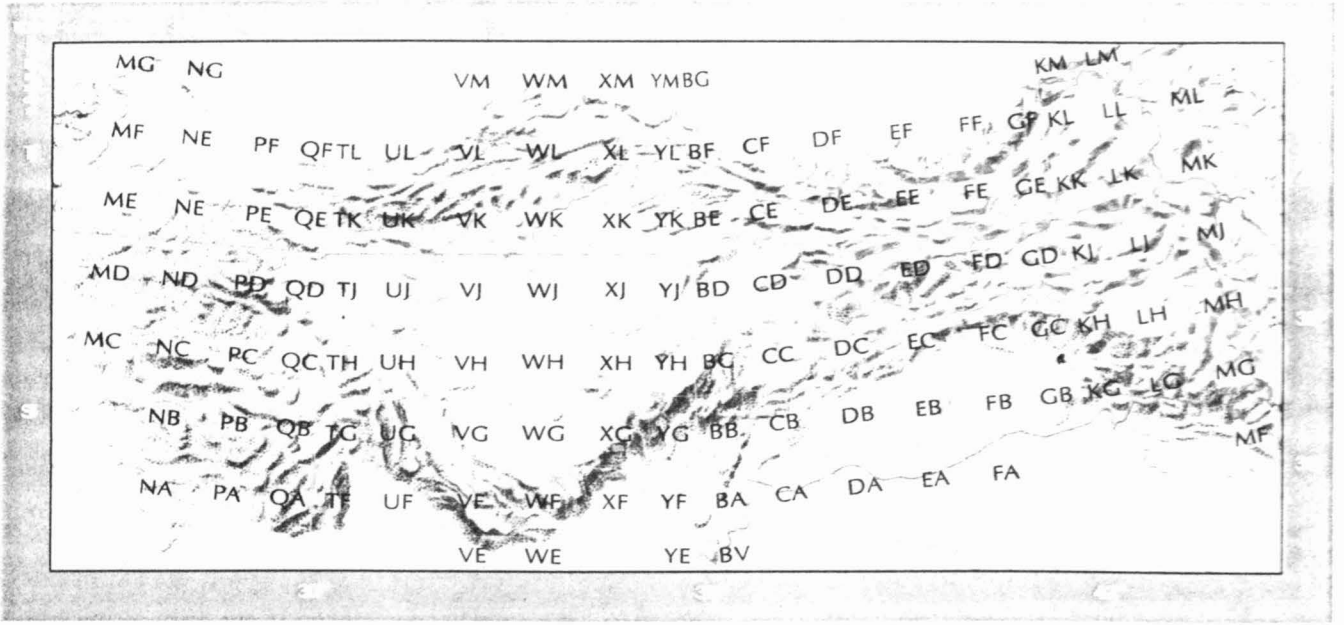 MG NG VM WM XM YM BG KM LM
MF NE PF QF TL UL VL WL XL YL BF CF DF EF FF GF KL LL ML
ME NE PE QE TK UK VK WK XK YK BE CE DE EE FE GE KK LK MK
MD ND PD QD TJ UJ VJ WJ XJ YJ BD CD DD ED FD GD KJ LJ MJ
MC NC PC QC TH UH VH WH XH YH BC CC DC EC FC GC KH LH MH
NB PB QB TG UG VG WG XG YG BB CB DB EB FB GB KG LG MG
NA PA QA TF UF VF WF XF YF BA CA DA EA FA MF
VE WE YE BV